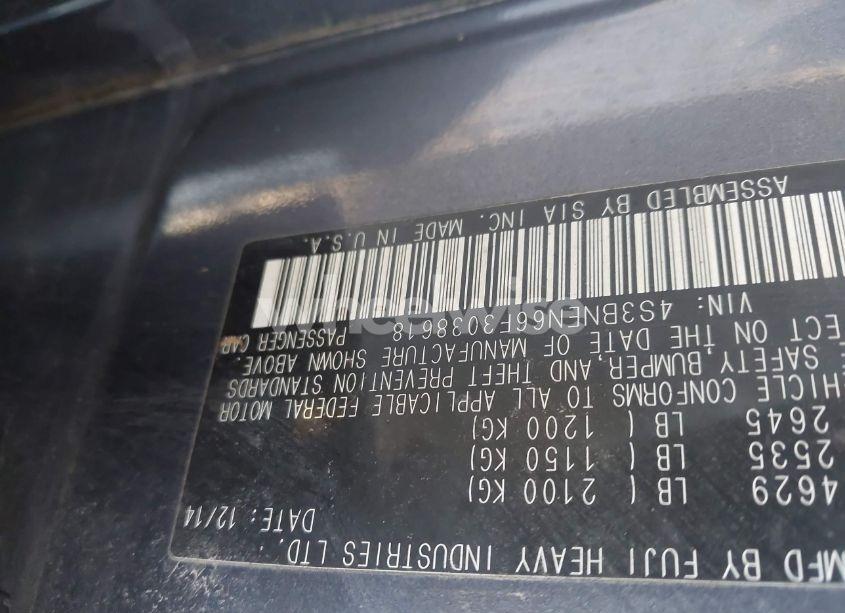 MFD BY FUJI HEAVY INDUSTRIES LTD.
DATE: 12/14
4629 LB ( 2100 KG)
2535 LB ( 1150 KG)
2645 LB ( 1200 KG)
HICLE CONFORMS TO ALL APPLICABLE FEDERAL MOTOR
E SAFETY, BUMPER, AND THEFT PREVENTION STANDARDS
ECT ON THE DATE OF MANUFACTURE SHOWN ABOVE.
VIN: 4S3BNEN66F3038618 PASSENGER CAR
ASSEMBLED BY SIA INC. MADE IN U.S.A.
wheelwise